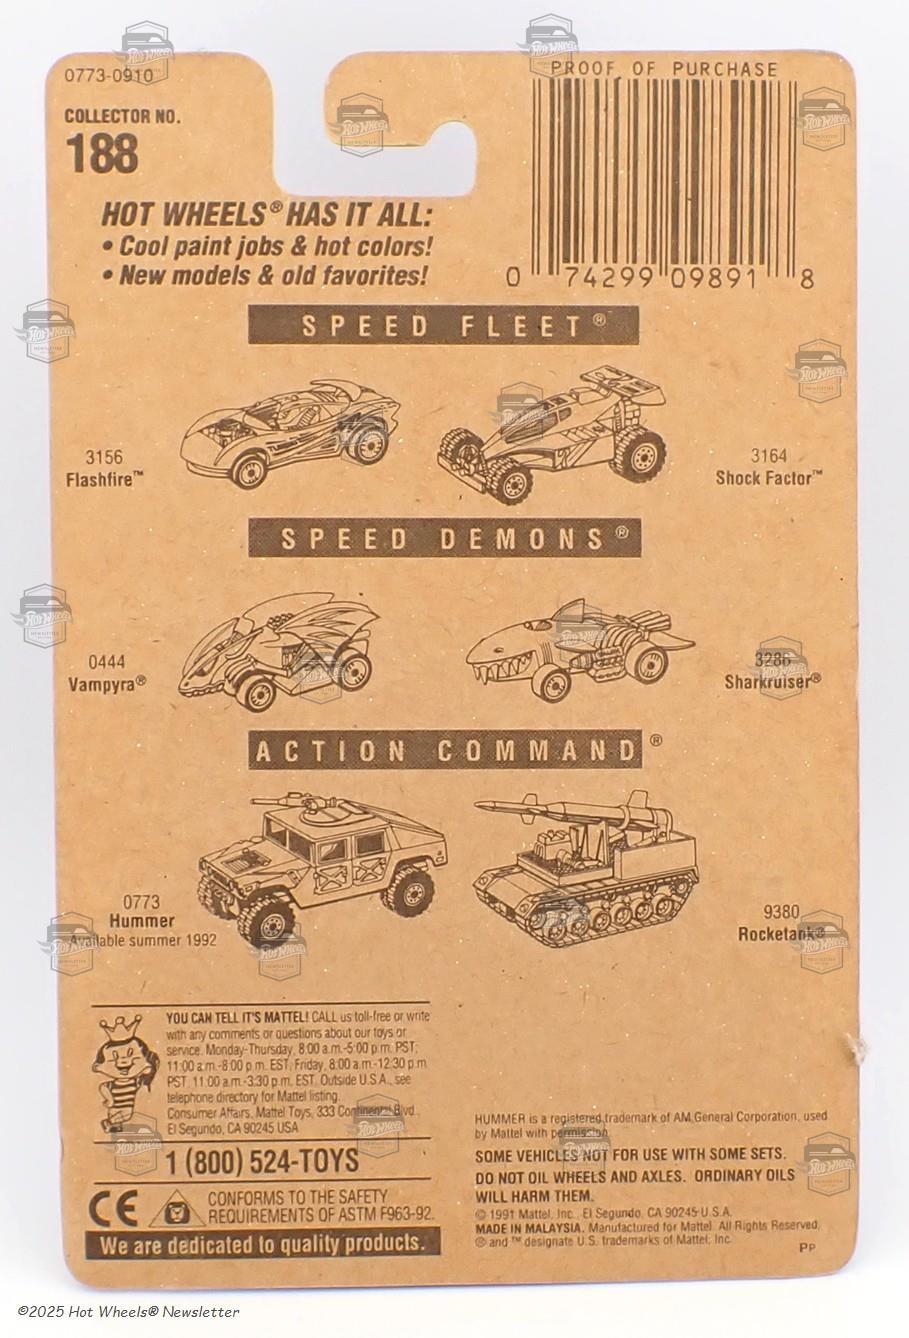 0773-0910
PROOF OF PURCHASE
COLLECTOR NO.
188
0 74299 09891 8
HOT WHEELS® HAS IT ALL:
• Cool paint jobs & hot colors!
• New models & old favorites!
SPEED FLEET®
3156
Flashfire™
3164
Shock Factor™
SPEED DEMONS®
0444
Vampyra®
3286
Sharkruiser®
ACTION COMMAND®
0773
Hummer
Available summer 1992
9380
Rocketank®
YOU CAN TELL IT'S MATTEL! CALL us toll-free or write
with any comments or questions about our toys or
service. Monday-Thursday, 8:00 a.m.-5:00 p.m. PST;
11:00 a.m.-8:00 p.m. EST, Friday, 8:00 a.m.-12:30 p.m.
PST, 11:00 a.m.-3:30 p.m. EST. Outside U.S.A., see
telephone directory for Mattel listing.
Consumer Affairs, Mattel Toys, 333 Continental Blvd.,
El Segundo, CA 90245 USA
1 (800) 524-TOYS
CE
CONFORMS TO THE SAFETY
REQUIREMENTS OF ASTM F963-92.
We are dedicated to quality products.
HUMMER is a registered trademark of AM General Corporation, used
by Mattel with permission.
SOME VEHICLES NOT FOR USE WITH SOME SETS.
DO NOT OIL WHEELS AND AXLES. ORDINARY OILS
WILL HARM THEM.
© 1991 Mattel, Inc., El Segundo, CA 90245 U.S.A.
MADE IN MALAYSIA. Manufactured for Mattel. All Rights Reserved.
® and ™ designate U.S. trademarks of Mattel, Inc.
PP
©2025 Hot Wheels® Newsletter